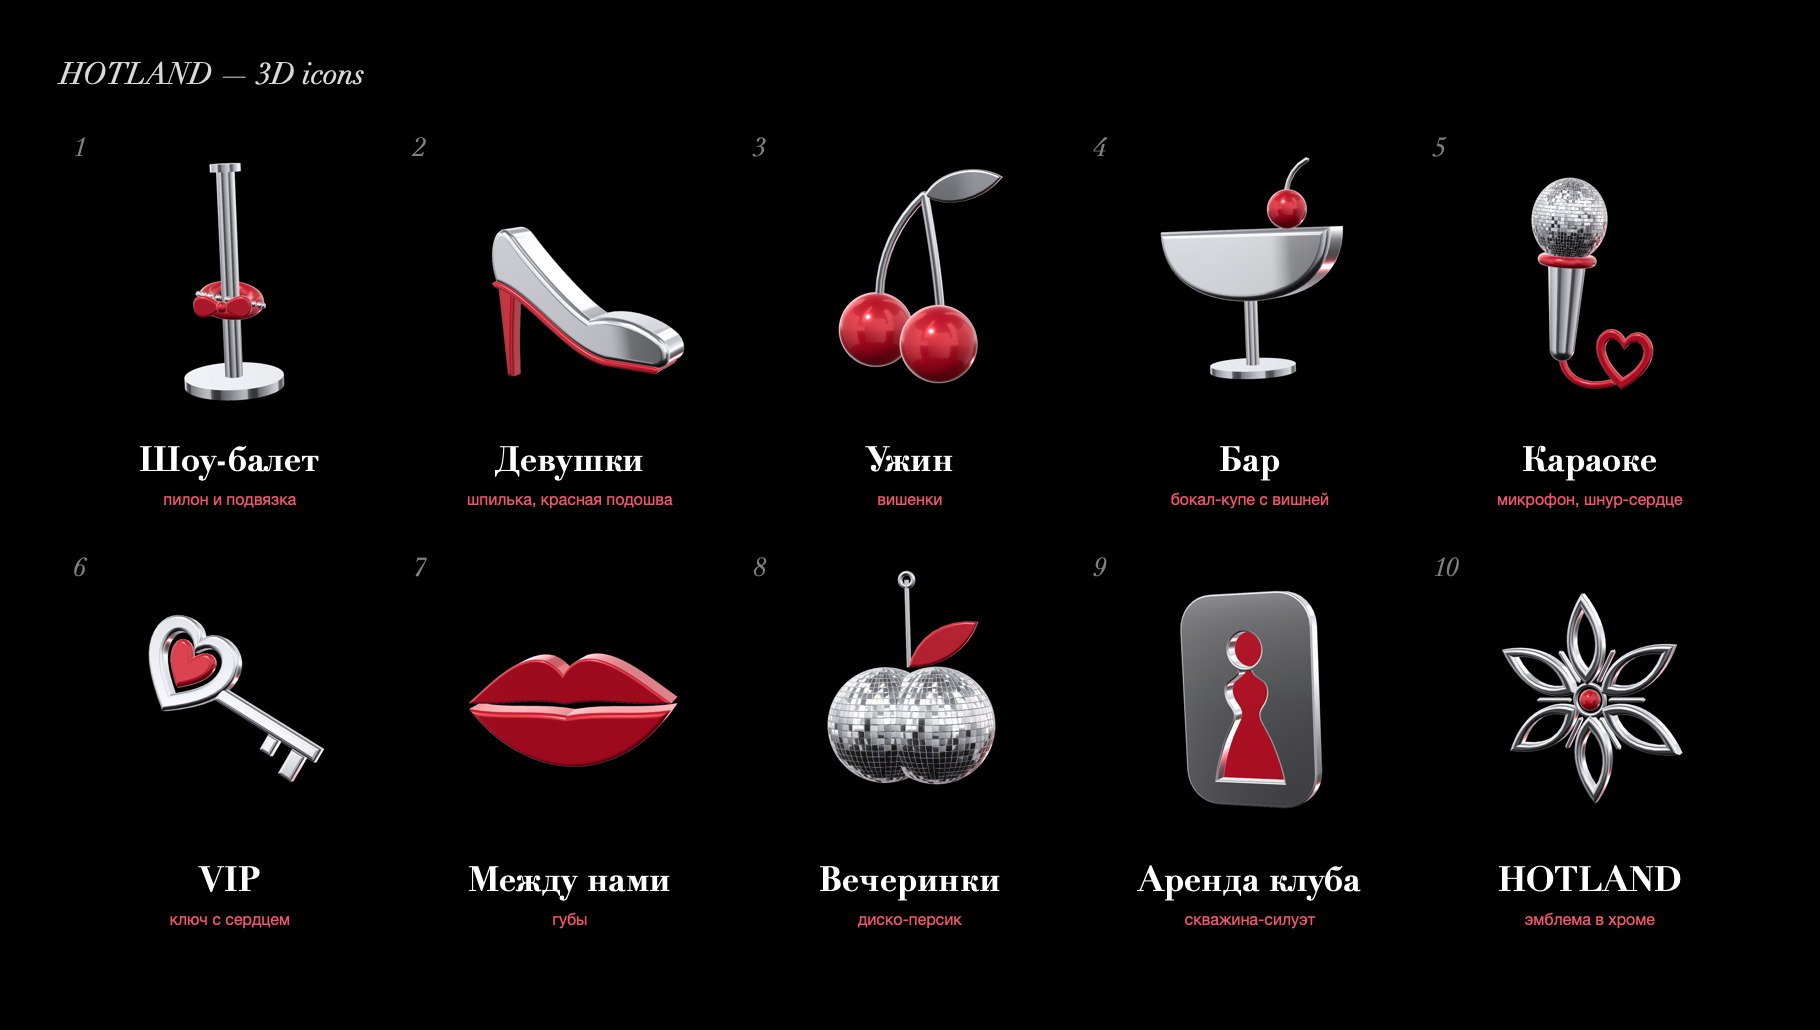 HOTLAND — 3D icons
1
2
3
4
5
Шоу-балет
пилон и подвязка
Девушки
шпилька, красная подошва
Ужин
вишенки
Бар
бокал-купе с вишней
Караоке
микрофон, шнур-сердце
6
7
8
9
10
VIP
ключ с сердцем
Между нами
губы
Вечеринки
диско-персик
Аренда клуба
скважина-силуэт
HOTLAND
эмблема в хроме